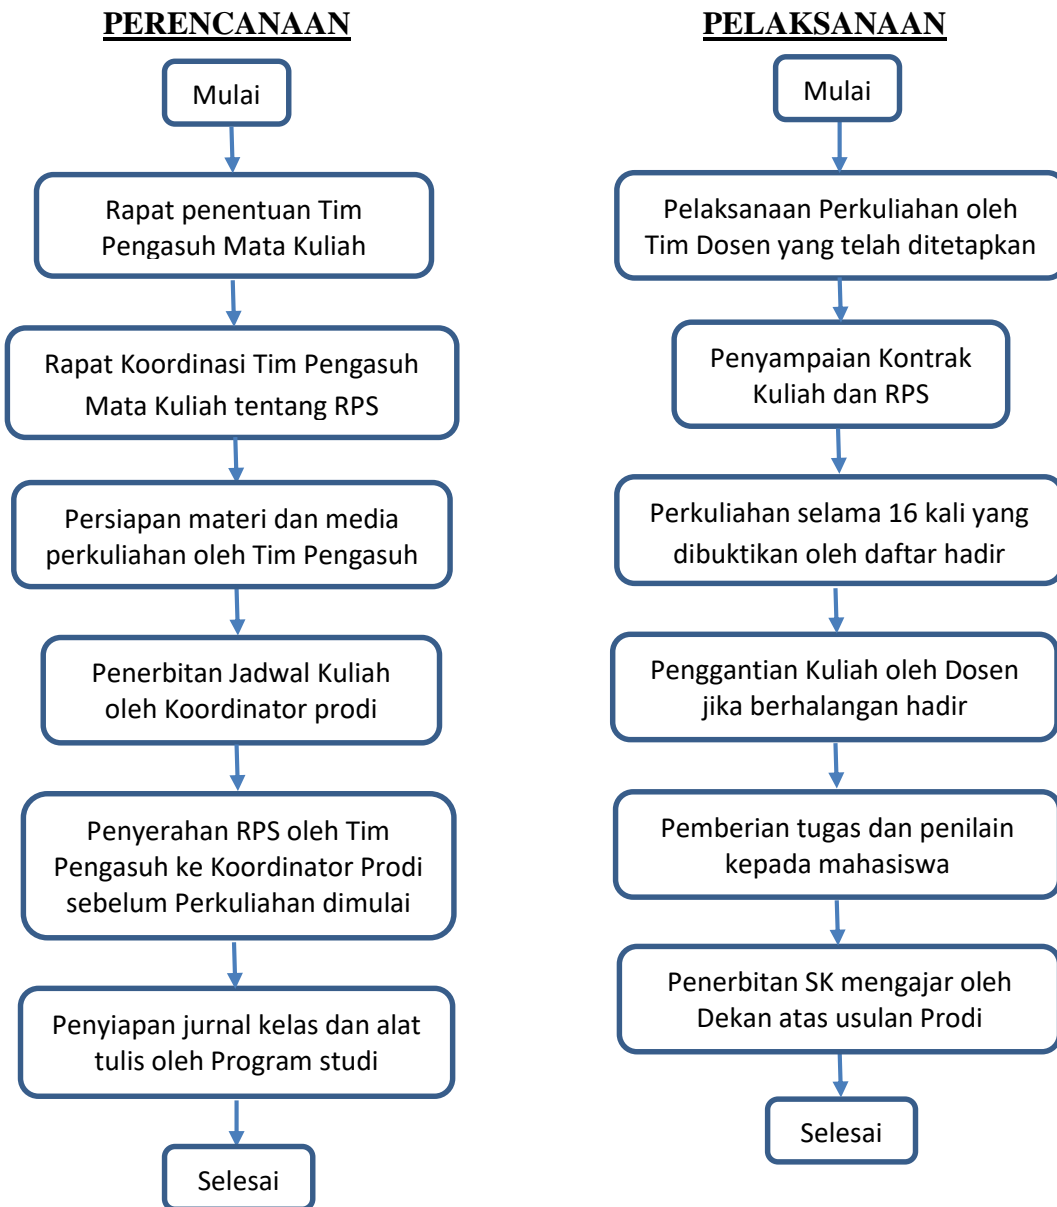 PERENCANAAN
Mulai
Rapat penentuan Tim
Pengasuh Mata Kuliah
Rapat Koordinasi Tim Pengasuh
Mata Kuliah tentang RPS
Persiapan materi dan media
perkuliahan oleh Tim Pengasuh
Penerbitan Jadwal Kuliah
oleh Koordinator prodi
Penyerahan RPS oleh Tim
Pengasuh ke Koordinator Prodi
sebelum Perkuliahan dimulai
Penyiapan jurnal kelas dan alat
tulis oleh Program studi
Selesai
PELAKSANAAN
Mulai
Pelaksanaan Perkuliahan oleh
Tim Dosen yang telah ditetapkan
Penyampaian Kontrak
Kuliah dan RPS
Perkuliahan selama 16 kali yang
dibuktikan oleh daftar hadir
Penggantian Kuliah oleh Dosen
jika berhalangan hadir
Pemberian tugas dan penilain
kepada mahasiswa
Penerbitan SK mengajar oleh
Dekan atas usulan Prodi
Selesai